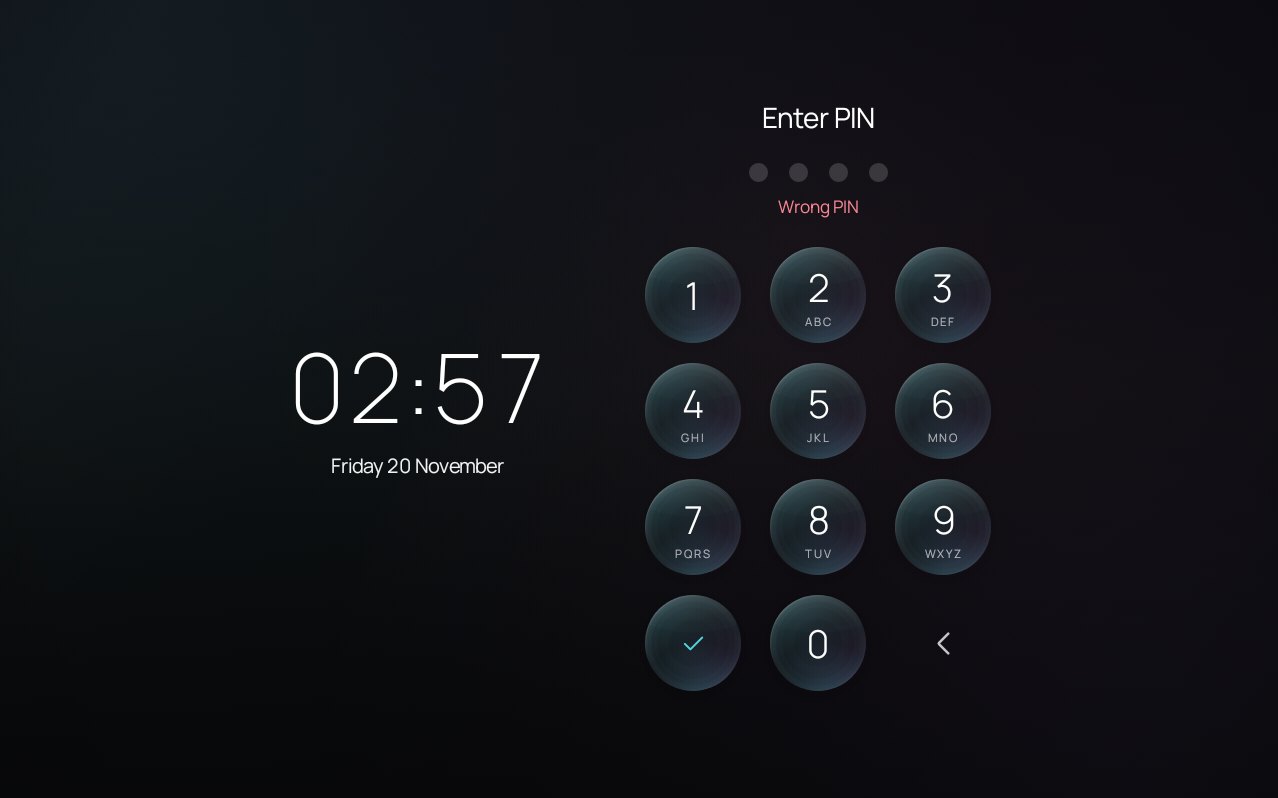 02:57
Friday 20 November
Enter PIN
Wrong PIN
1
2
ABC
3
DEF
4
GHI
5
JKL
6
MNO
7
PQRS
8
TUV
9
WXYZ
0